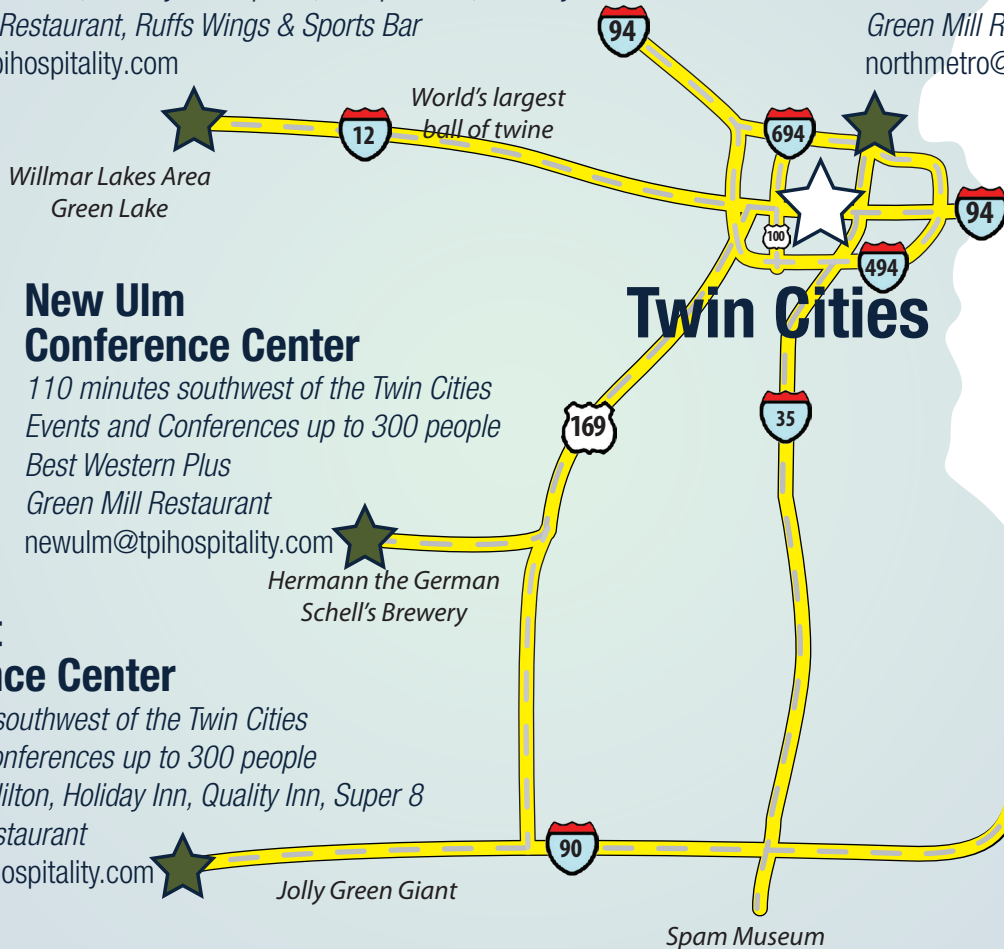 Restaurant, Ruffs Wings & Sports Bar
pihospitality.com
94
Green Mill R
northmetro@
World's largest
ball of twine
12
694
Willmar Lakes Area
Green Lake
94
100
494
Twin Cities
New Ulm
Conference Center
110 minutes southwest of the Twin Cities
Events and Conferences up to 300 people
Best Western Plus
Green Mill Restaurant
newulm@tpihospitality.com
169
35
Hermann the German
Schell's Brewery
nce Center
southwest of the Twin Cities
onferences up to 300 people
Hilton, Holiday Inn, Quality Inn, Super 8
staurant
ospitality.com
90
Jolly Green Giant
Spam Museum